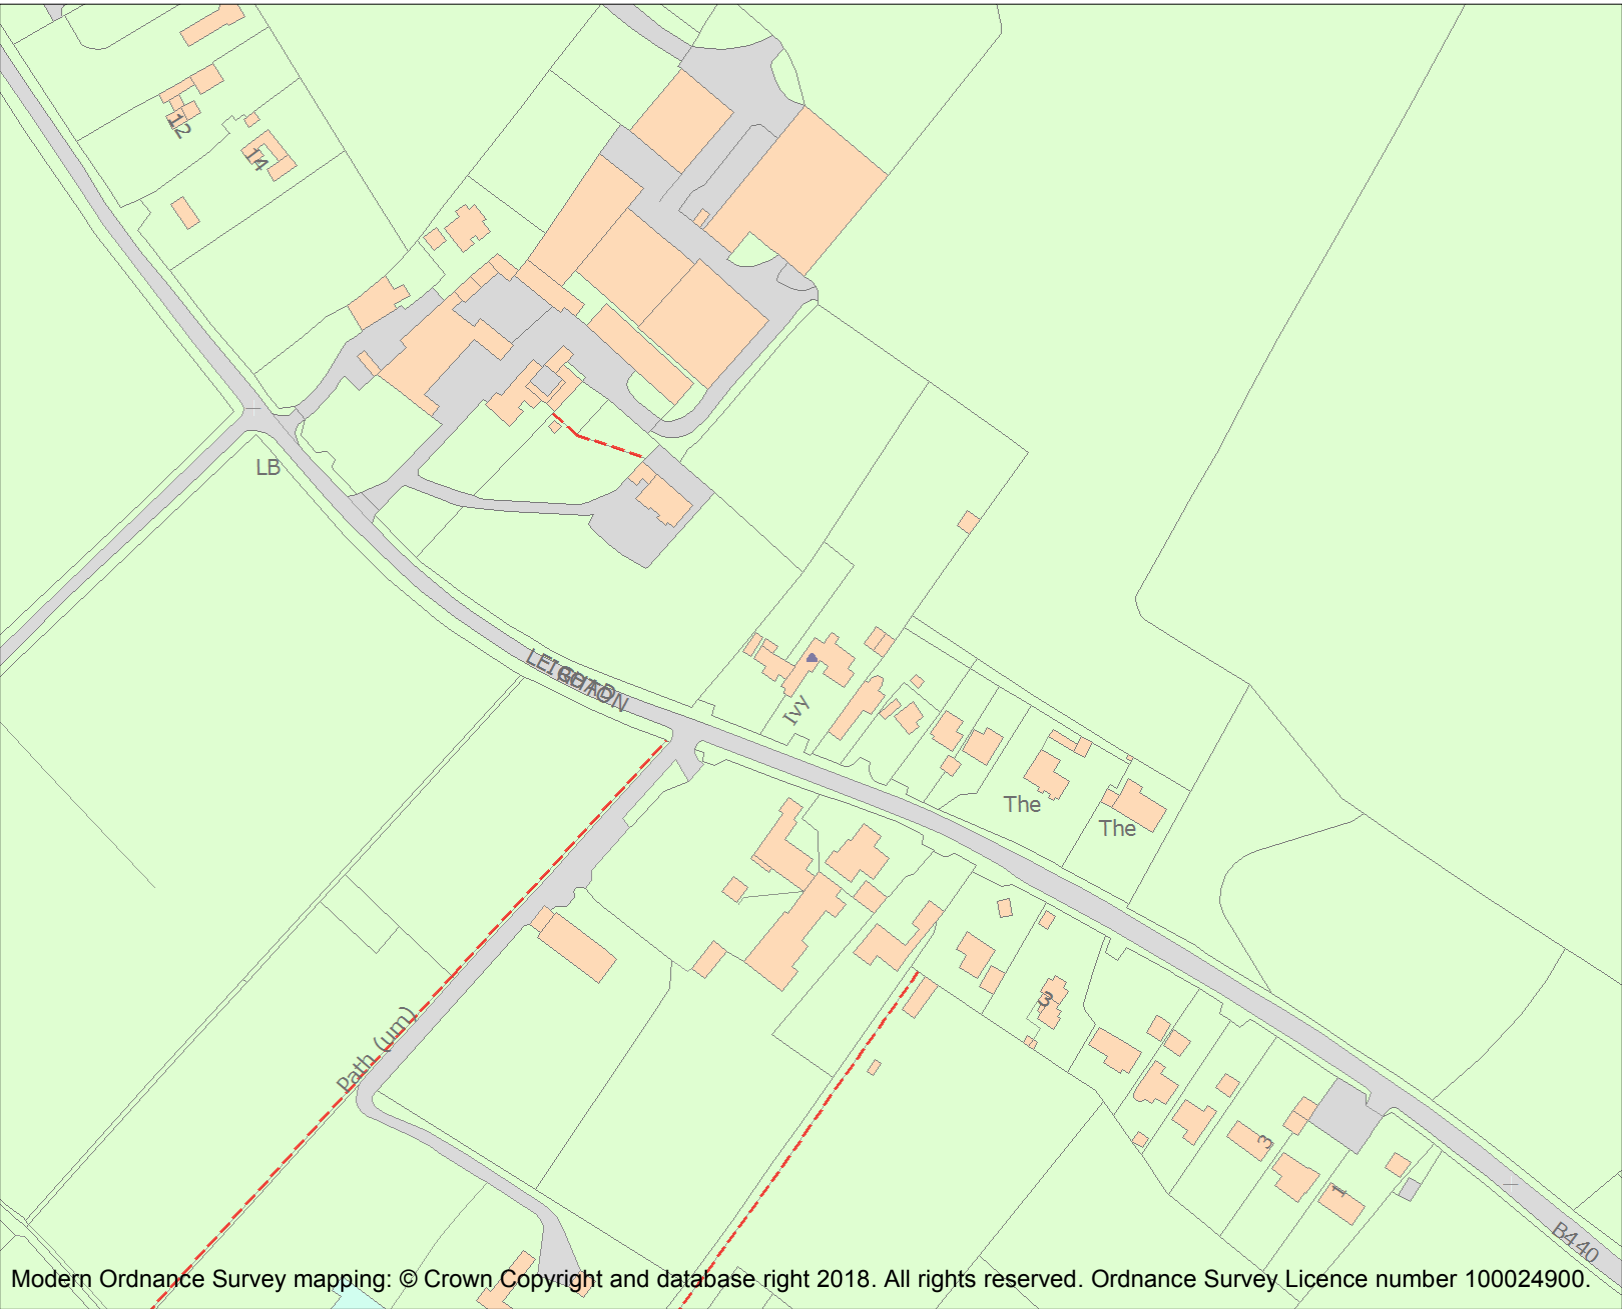 12
14
LB
LEIGHTON
ROAD
Ivy
The
The
3
Path (um)
3
1
B440
Modern Ordnance Survey mapping: © Crown Copyright and database right 2018. All rights reserved. Ordnance Survey Licence number 100024900.